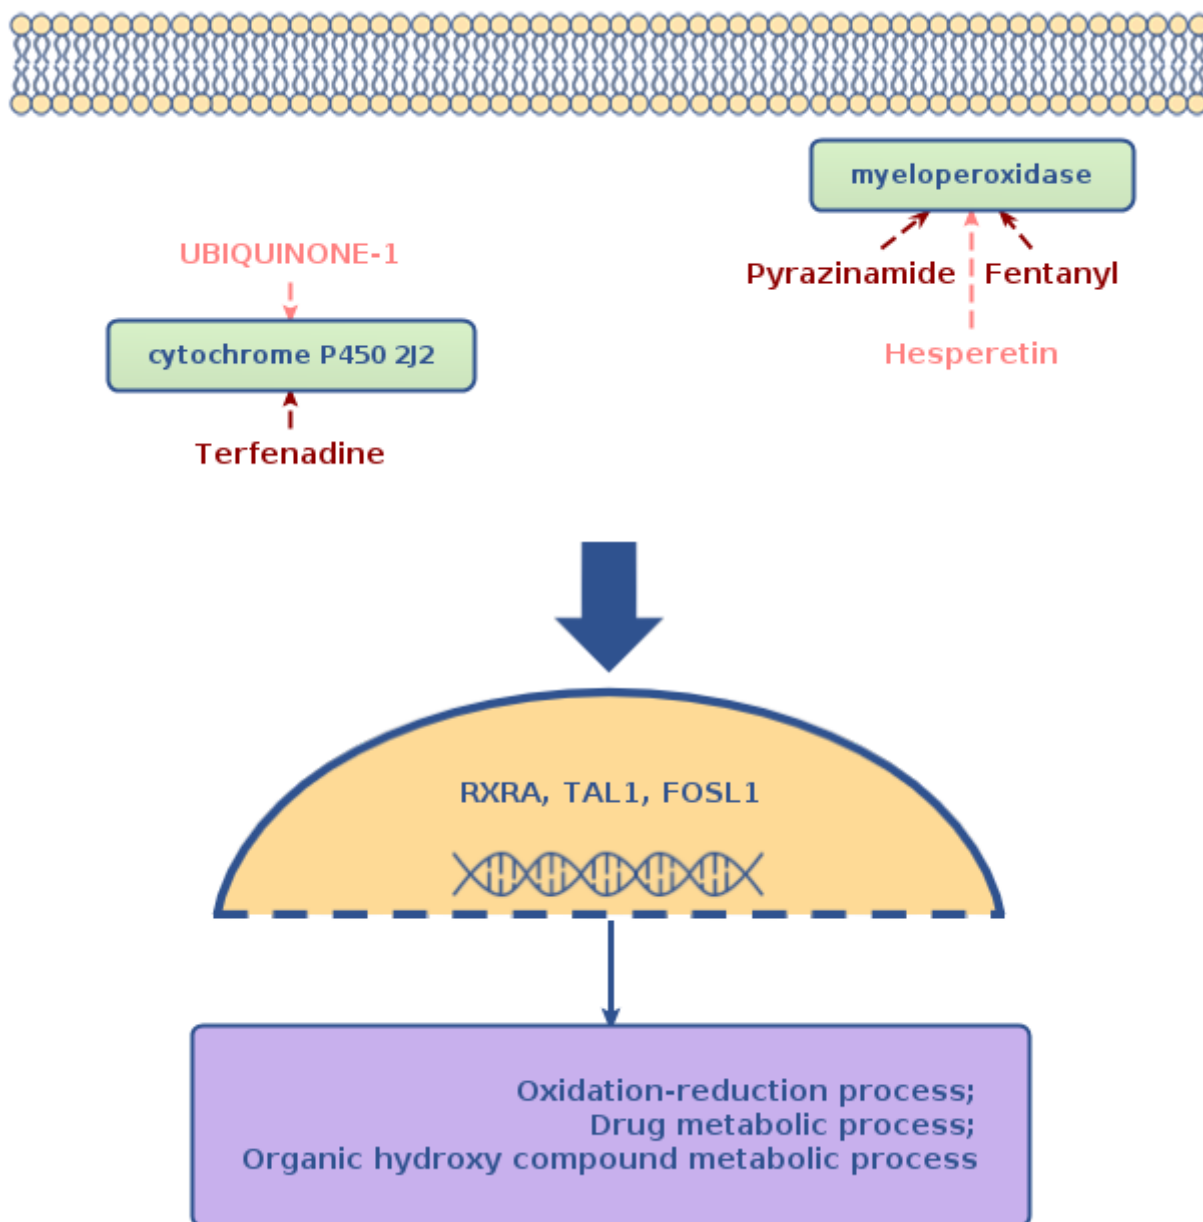 myeloperoxidase
UBIQUINONE-1
Pyrazinamide
Fentanyl
cytochrome P450 2J2
Hesperetin
Terfenadine
RXRA, TAL1, FOSL1
Oxidation-reduction process;
Drug metabolic process;
Organic hydroxy compound metabolic process